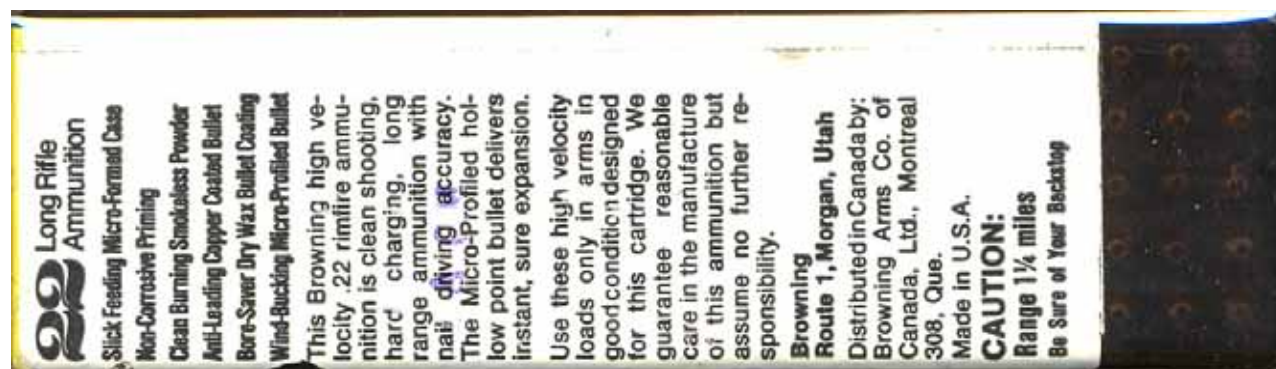 22 Long Rifle
Ammunition
Slick Feeding Micro-Formed Case
Non-Corrosive Priming
Clean Burning Smokeless Powder
Anti-Leading Copper Coated Bullet
Bore-Saver Dry Wax Bullet Coating
Wind-Bucking Micro-Profiled Bullet
This Browning high ve-
locity .22 rimfire ammu-
nition is clean shooting,
hard charging, long
range ammunition with
nail driving accuracy.
The Micro-Profiled hol-
low point bullet delivers
instant, sure expansion.
Use these high velocity
loads only in arms in
good condition designed
for this cartridge. We
guarantee reasonable
care in the manufacture
of this ammunition but
assume no further re-
sponsibility.
Browning
Route 1, Morgan, Utah
Distributed in Canada by:
Browning Arms Co. of
Canada, Ltd., Montreal
308, Que.
Made in U.S.A.
CAUTION:
Range 1¼ miles
Be Sure of Your Backstop